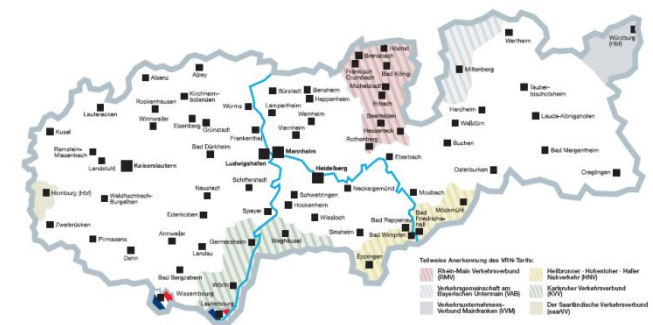 Höchst
Brensbach
Fränkisch
Crumbach
Bad König
Michelstadt
Erbach
Beerfelden
Hesseneck
Rothenberg
Wertheim
Würzburg
(Hbf)
Miltenberg
Tauber-
bischofsheim
Hardheim
Walldürn
Lauda-Königshofen
Buchen
Bad Mergentheim
Osterburken
Creglingen
Alsenz
Alzey
Kirchheim-
bolanden
Rockenhausen
Lauterecken
Winnweiler
Eisenberg
Grünstadt
Worms
Bürstadt
Bensheim
Heppenheim
Lampertheim
Weinheim
Viernheim
Kusel
Frankenthal
Ramstein-
Miesenbach
Landstuhl
Kaiserslautern
Bad Dürkheim
Ludwigshafen
Mannheim
Heidelberg
Eberbach
Homburg (Hbf)
Waldfischbach-
Burgalben
Neustadt
Schifferstadt
Schwetzingen
Neckargemünd
Mosbach
Hockenheim
Speyer
Wiesloch
Edenkoben
Zweibrücken
Pirmasens
Annweiler
Landau
Germersheim
Waghäusel
Sinsheim
Bad Rappenau
Bad
Friedrichs-
hall
Bad Wimpfen
Möckmühl
Eppingen
Dahn
Bad Bergzabern
Wissembourg
Wörth
Lauterbourg
Teilweise Anerkennung des VRN-Tarifs:
Rhein-Main Verkehrsverbund
(RMV)
Verkehrsgemeinschaft am
Bayerischen Untermain (VAB)
Verkehrsunternehmens-
Verbund Mainfranken (VVM)
Heilbronner · Hohenloher · Haller
Nahverkehr (HNV)
Karlsruher Verkehrsverbund
(KVV)
Der Saarländische Verkehrsverbund
(saarVV)